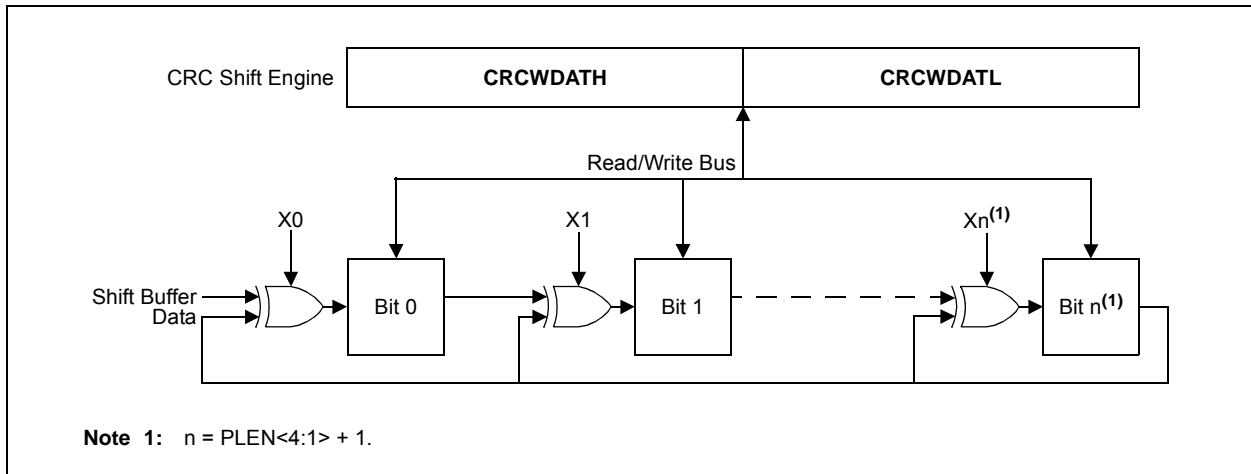 CRC Shift Engine CRCWDATH CRCWDATL
Read/Write Bus
X0 X1 Xn(1)
Shift Buffer
Data
Bit 0 Bit 1 Bit n(1)
Note 1: n = PLEN<4:1> + 1.